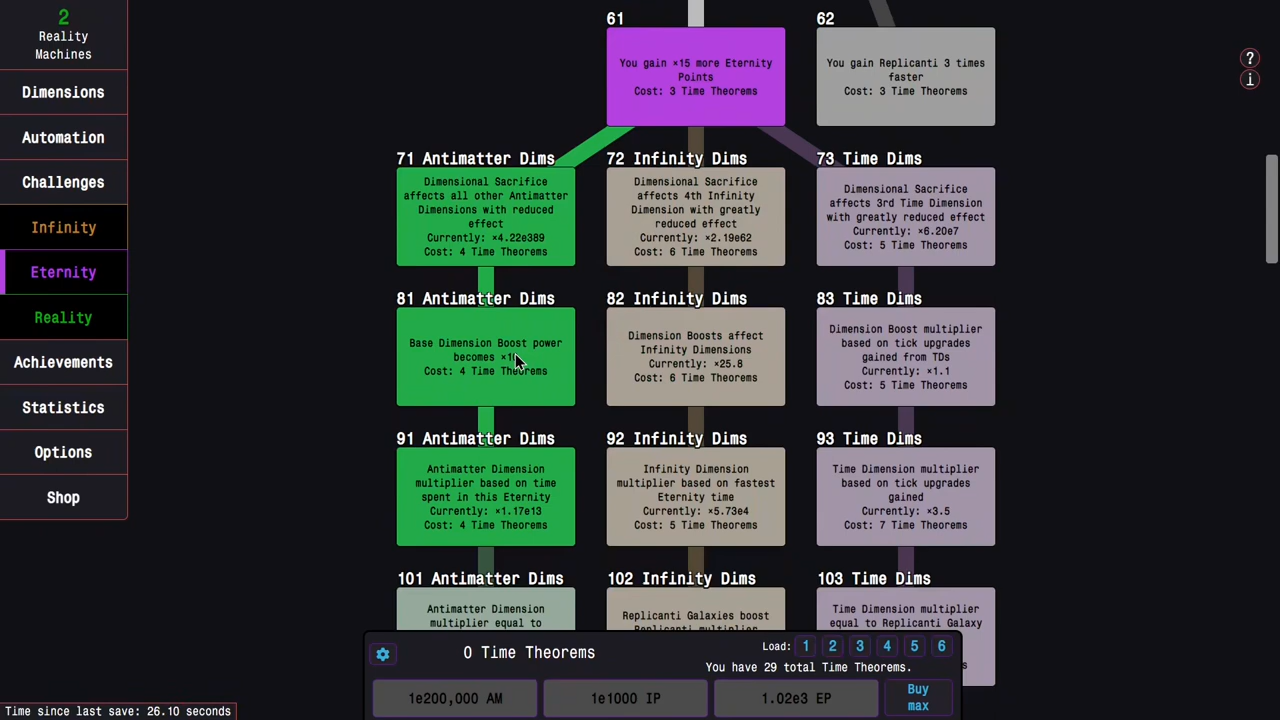 2
Reality
Machines
Dimensions
Automation
Challenges
Infinity
Eternity
Reality
Achievements
Statistics
Options
Shop
Time since last save: 26.10 seconds
?
i
61
You gain ×15 more Eternity
Points
Cost: 3 Time Theorems
62
You gain Replicanti 3 times
faster
Cost: 3 Time Theorems
71 Antimatter Dims
Dimensional Sacrifice
affects all other Antimatter
Dimensions with reduced
effect
Currently: ×4.22e389
Cost: 4 Time Theorems
72 Infinity Dims
Dimensional Sacrifice
affects 4th Infinity
Dimension with greatly
reduced effect
Currently: ×2.19e62
Cost: 6 Time Theorems
73 Time Dims
Dimensional Sacrifice
affects 3rd Time Dimension
with greatly reduced effect
Currently: ×6.20e7
Cost: 5 Time Theorems
81 Antimatter Dims
Base Dimension Boost power
becomes
Cost: 4 Time Theorems
82 Infinity Dims
Dimension Boosts affect
Infinity Dimensions
Currently: ×25.8
Cost: 6 Time Theorems
83 Time Dims
Dimension Boost multiplier
based on tick upgrades
gained from TDs
Currently: ×1.1
Cost: 5 Time Theorems
91 Antimatter Dims
Antimatter Dimension
multiplier based on time
spent in this Eternity
Currently: ×1.17e13
Cost: 4 Time Theorems
92 Infinity Dims
Infinity Dimension
multiplier based on fastest
Eternity time
Currently: ×5.73e4
Cost: 5 Time Theorems
93 Time Dims
Time Dimension multiplier
based on tick upgrades
gained
Currently: ×3.5
Cost: 7 Time Theorems
101 Antimatter Dims
Antimatter Dimension
multiplier equal to
102 Infinity Dims
Replicanti Galaxies boost
Replicanti multiplier
103 Time Dims
Time Dimension multiplier
equal to Replicanti Galaxy
0 Time Theorems
Load: 1 2 3 4 5 6
You have 29 total Time Theorems.
1e200,000 AM
1e1000 IP
1.02e3 EP
Buy
max